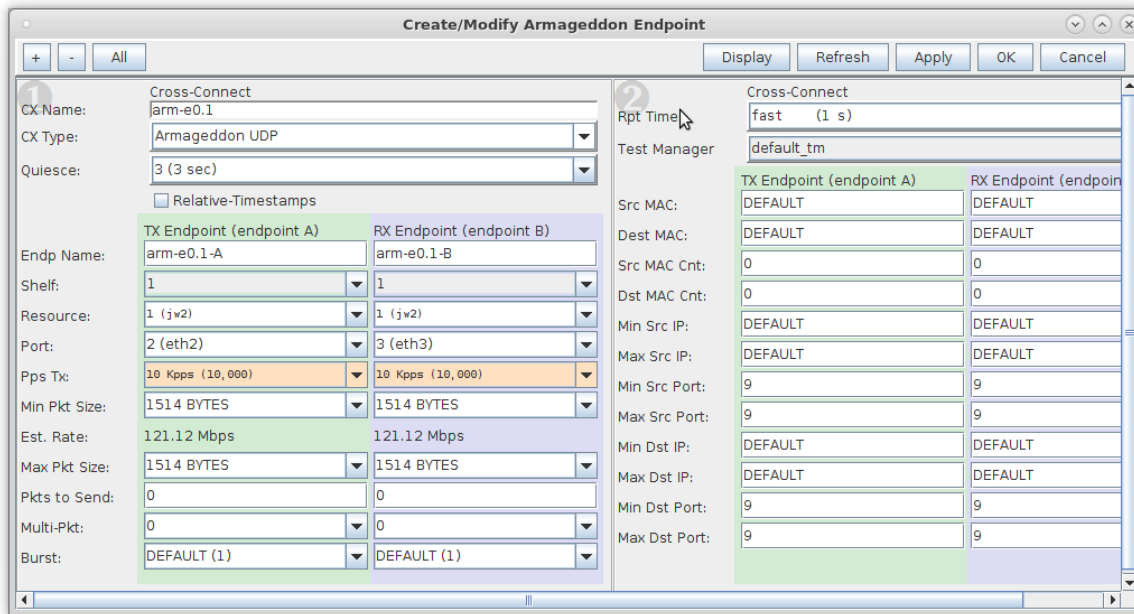 Create/Modify Armageddon Endpoint
+ - All Display Refresh Apply OK Cancel
1
Cross-Connect
CX Name: arm-e0.1
CX Type: Armageddon UDP
Quiesce: 3 (3 sec)
Relative-Timestamps
TX Endpoint (endpoint A) RX Endpoint (endpoint B)
Endp Name: arm-e0.1-A arm-e0.1-B
Shelf: 1 1
Resource: 1 (jw2) 1 (jw2)
Port: 2 (eth2) 3 (eth3)
Pps Tx: 10 Kpps (10,000) 10 Kpps (10,000)
Min Pkt Size: 1514 BYTES 1514 BYTES
Est. Rate: 121.12 Mbps 121.12 Mbps
Max Pkt Size: 1514 BYTES 1514 BYTES
Pkts to Send: 0 0
Multi-Pkt: 0 0
Burst: DEFAULT (1) DEFAULT (1)
2
Cross-Connect
Rpt Time fast (1 s)
Test Manager default_tm
TX Endpoint (endpoint A) RX Endpoint (endpoin
Src MAC: DEFAULT DEFAULT
Dest MAC: DEFAULT DEFAULT
Src MAC Cnt: 0 0
Dst MAC Cnt: 0 0
Min Src IP: DEFAULT DEFAULT
Max Src IP: DEFAULT DEFAULT
Min Src Port: 9 9
Max Src Port: 9 9
Min Dst IP: DEFAULT DEFAULT
Max Dst IP: DEFAULT DEFAULT
Min Dst Port: 9 9
Max Dst Port: 9 9